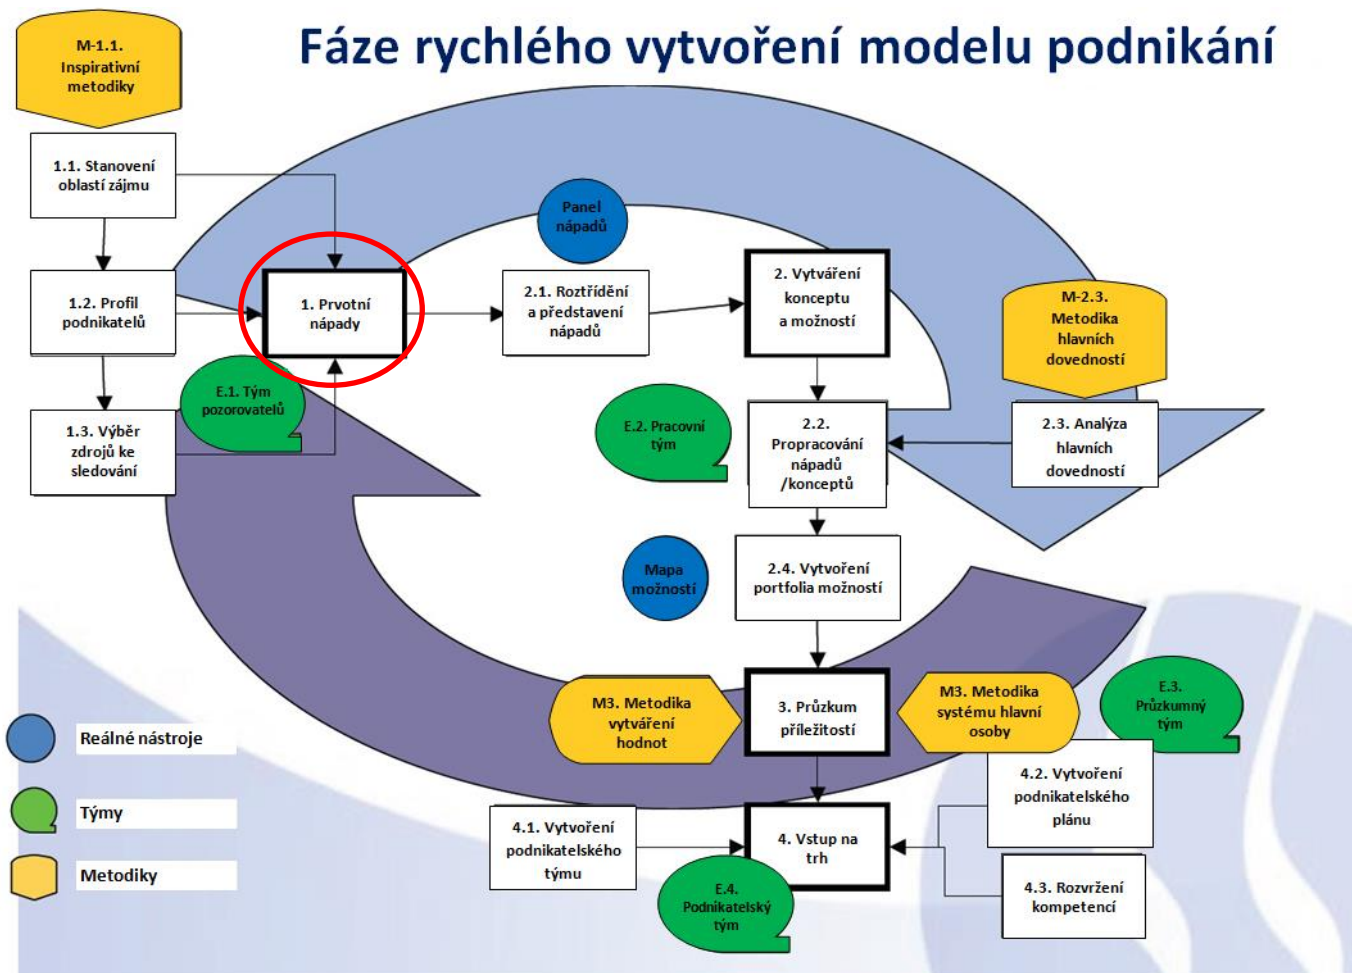 Fáze rychlého vytvoření modelu podnikání
M-1.1.
Inspirativní
metodiky
1.1. Stanovení
oblastí zájmu
Panel
nápadů
1.2. Profil
podnikatelů
1. Prvotní
nápady
2.1. Roztřídění
a představení
nápadů
2. Vytváření
konceptu
a možností
M-2.3.
Metodika
hlavních
dovedností
E.1. Tým
pozorovatelů
1.3. Výběr
zdrojů ke
sledování
E.2. Pracovní
tým
2.2.
Propracování
nápadů
/konceptů
2.3. Analýza
hlavních
dovedností
Mapa
možností
2.4. Vytvoření
portfolia možností
M3. Metodika
vytváření
hodnot
3. Průzkum
příležitostí
M3. Metodika
systému hlavní
osoby
E.3.
Průzkumný
tým
Reálné nástroje
4.2. Vytvoření
podnikatelského
plánu
Týmy
4.1. Vytvoření
podnikatelského
týmu
4. Vstup na
trh
Metodiky
E.4.
Podnikatelský
tým
4.3. Rozvržení
kompetencí